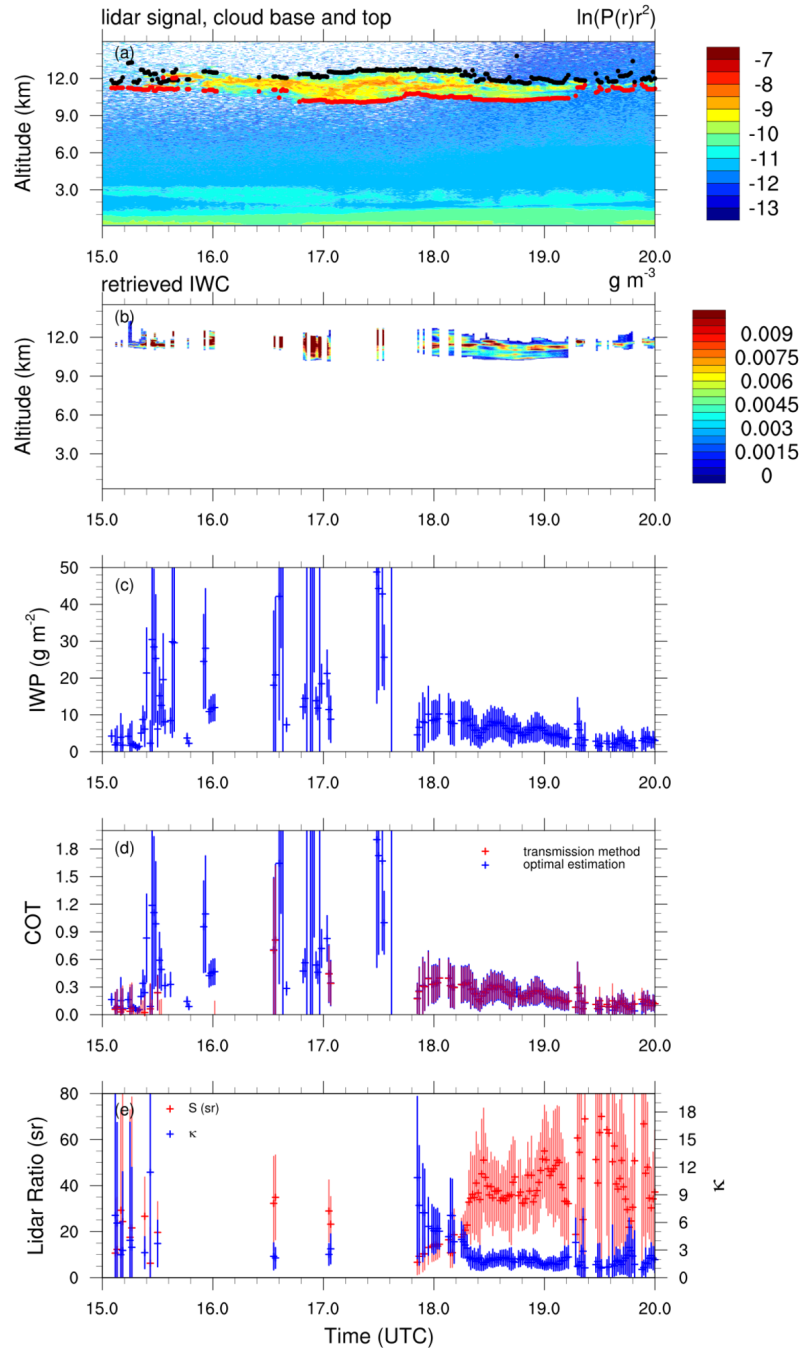 lidar signal, cloud base and top ln(P(r)r²)
(a)
Altitude (km)
12.0
9.0
6.0
3.0
15.0 16.0 17.0 18.0 19.0 20.0
-7
-8
-9
-10
-11
-12
-13
retrieved IWC g m⁻³
(b)
Altitude (km)
12.0
9.0
6.0
3.0
15.0 16.0 17.0 18.0 19.0 20.0
0.009
0.0075
0.006
0.0045
0.003
0.0015
0
(c)
IWP (g m⁻²)
50
40
30
20
10
0
15.0 16.0 17.0 18.0 19.0 20.0
(d)
transmission method
optimal estimation
COT
1.8
1.5
1.2
0.9
0.6
0.3
0.0
15.0 16.0 17.0 18.0 19.0 20.0
(e)
S (sr)
κ
Lidar Ratio (sr)
80
60
40
20
0
18
15
12
9
6
3
0
κ
15.0 16.0 17.0 18.0 19.0 20.0
Time (UTC)